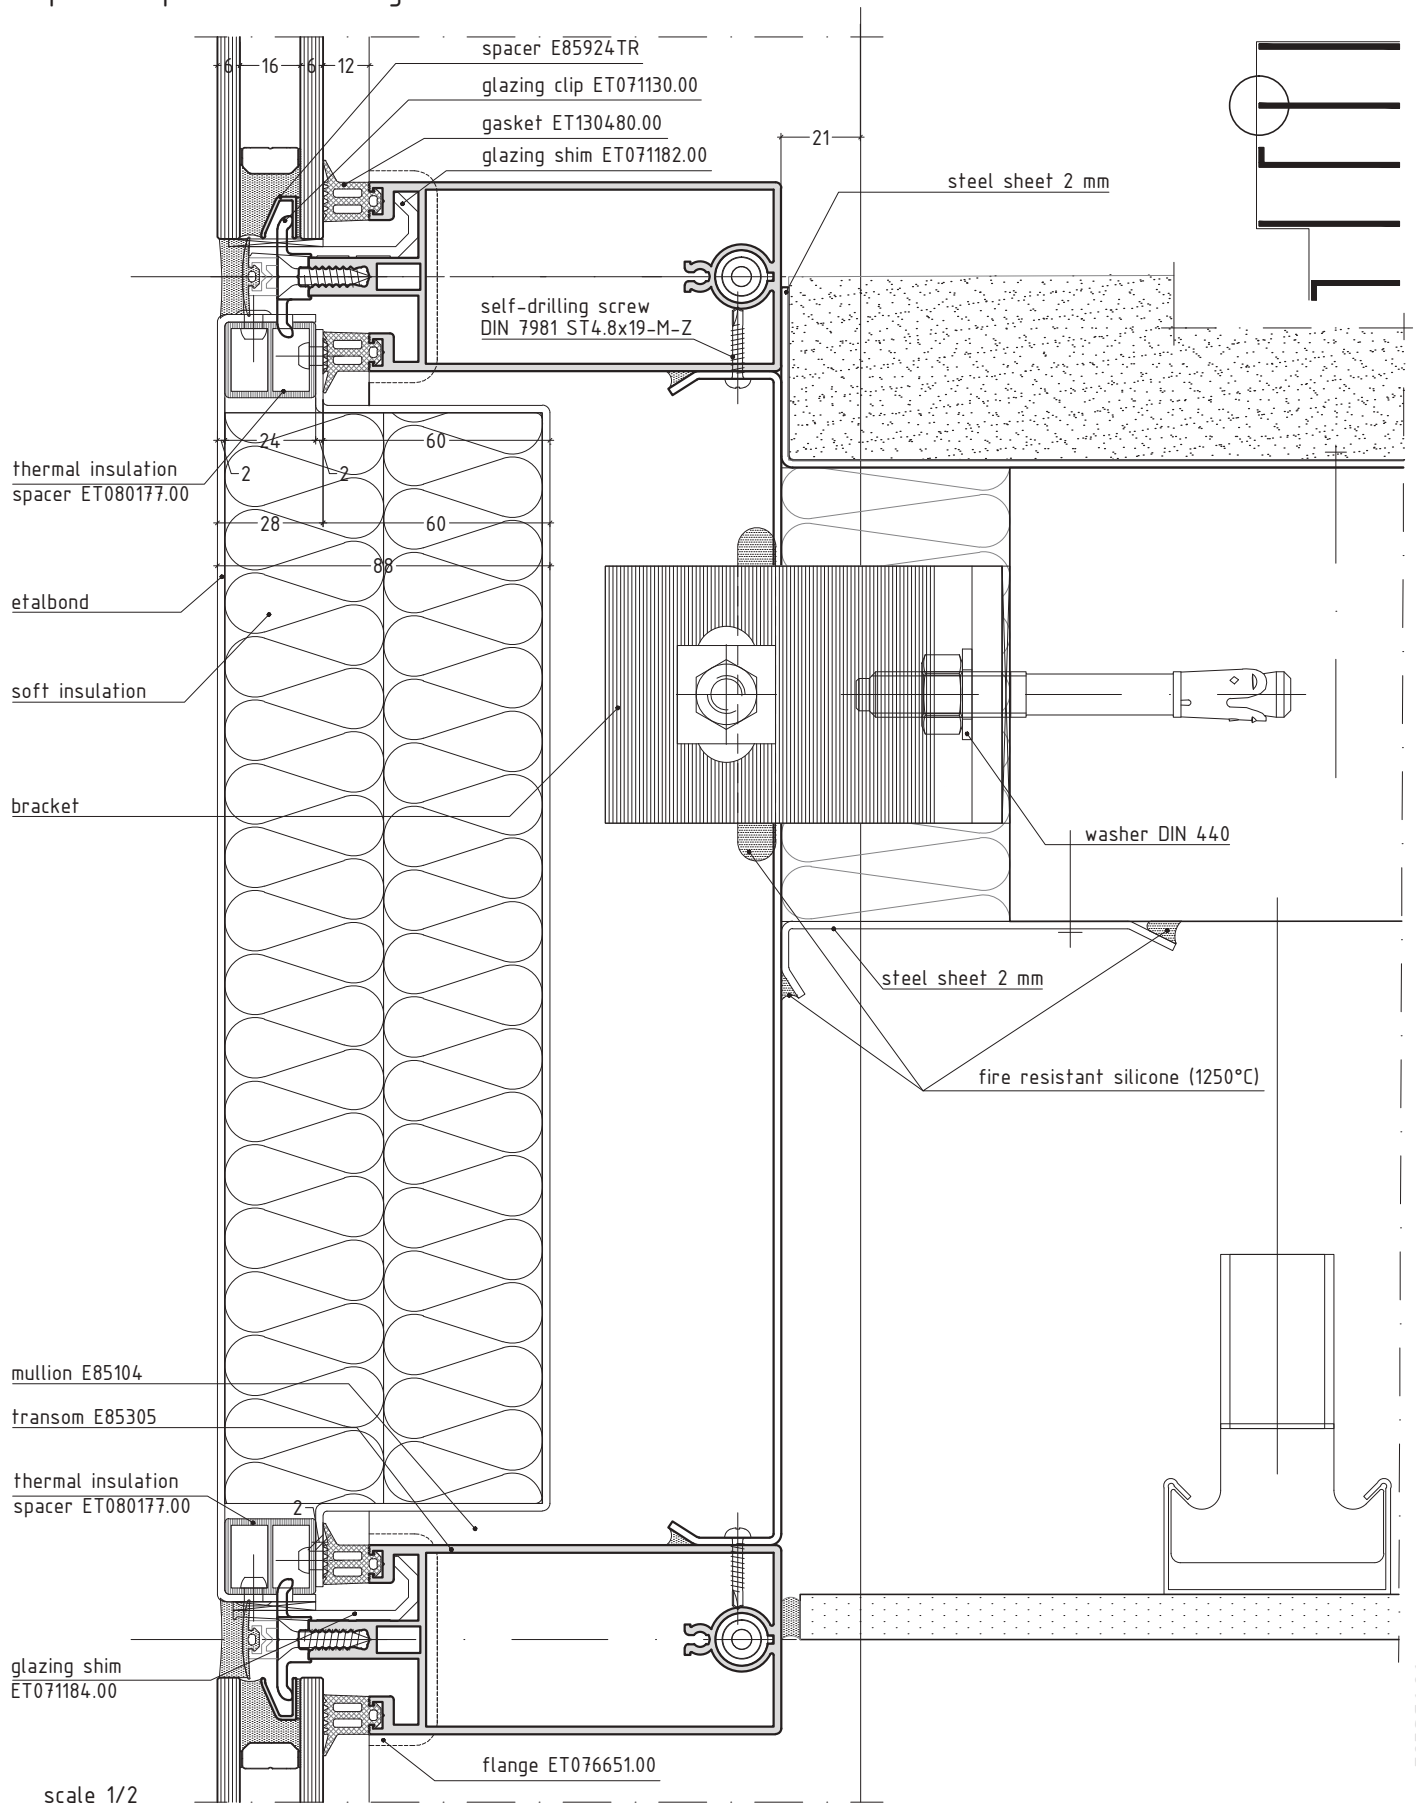 spacer E85924TR
6 16 6 12
glazing clip ET071130.00
gasket ET130480.00
21
glazing shim ET071182.00
steel sheet 2 mm
self-drilling screw
DIN 7981 ST4.8x19-M-Z
24 60
2 2
thermal insulation
spacer ET080177.00
28 60
88
etalbond
soft insulation
bracket
washer DIN 440
steel sheet 2 mm
fire resistant silicone (1250°C)
mullion E85104
transom E85305
thermal insulation
spacer ET080177.00
2
glazing shim
ET071184.00
flange ET076651.00
scale 1/2